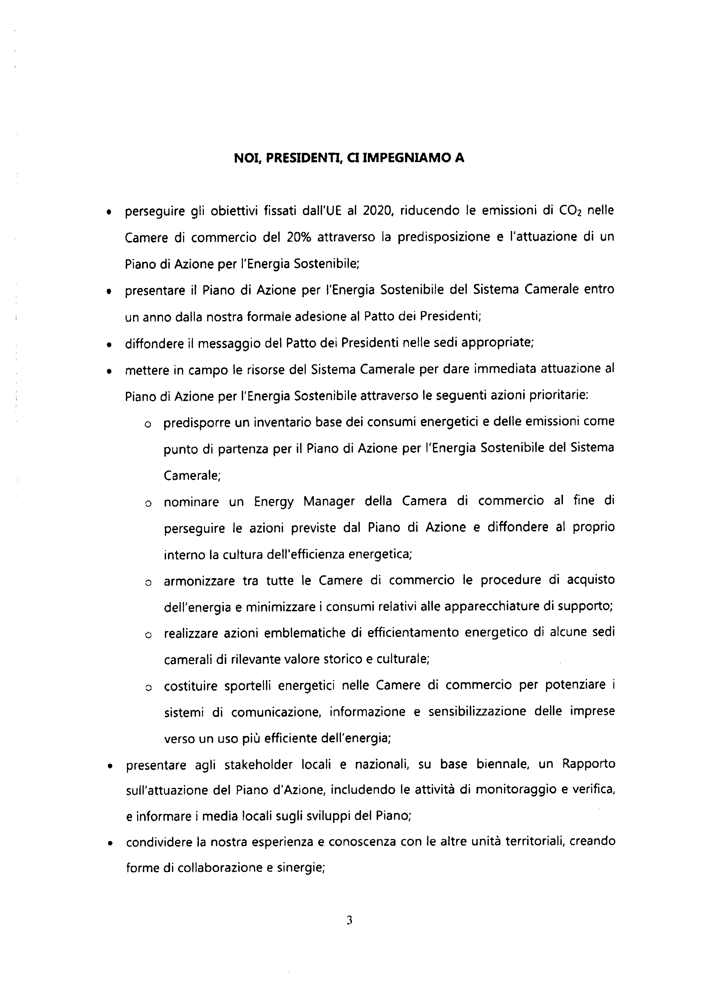 NOI, PRESIDENTI, CI IMPEGNIAMO A
• perseguire gli obiettivi fissati dall'UE al 2020, riducendo le emissioni di CO₂ nelle
Camere di commercio del 20% attraverso la predisposizione e l'attuazione di un
Piano di Azione per l'Energia Sostenibile;
• presentare il Piano di Azione per l'Energia Sostenibile del Sistema Camerale entro
un anno dalla nostra formale adesione al Patto dei Presidenti;
• diffondere il messaggio del Patto dei Presidenti nelle sedi appropriate;
• mettere in campo le risorse del Sistema Camerale per dare immediata attuazione al
Piano di Azione per l'Energia Sostenibile attraverso le seguenti azioni prioritarie:
o predisporre un inventario base dei consumi energetici e delle emissioni come
punto di partenza per il Piano di Azione per l'Energia Sostenibile del Sistema
Camerale;
o nominare un Energy Manager della Camera di commercio al fine di
perseguire le azioni previste dal Piano di Azione e diffondere al proprio
interno la cultura dell'efficienza energetica;
o armonizzare tra tutte le Camere di commercio le procedure di acquisto
dell'energia e minimizzare i consumi relativi alle apparecchiature di supporto;
o realizzare azioni emblematiche di efficientamento energetico di alcune sedi
camerali di rilevante valore storico e culturale;
o costituire sportelli energetici nelle Camere di commercio per potenziare i
sistemi di comunicazione, informazione e sensibilizzazione delle imprese
verso un uso più efficiente dell'energia;
• presentare agli stakeholder locali e nazionali, su base biennale, un Rapporto
sull'attuazione del Piano d'Azione, includendo le attività di monitoraggio e verifica,
e informare i media locali sugli sviluppi del Piano;
• condividere la nostra esperienza e conoscenza con le altre unità territoriali, creando
forme di collaborazione e sinergie;
3